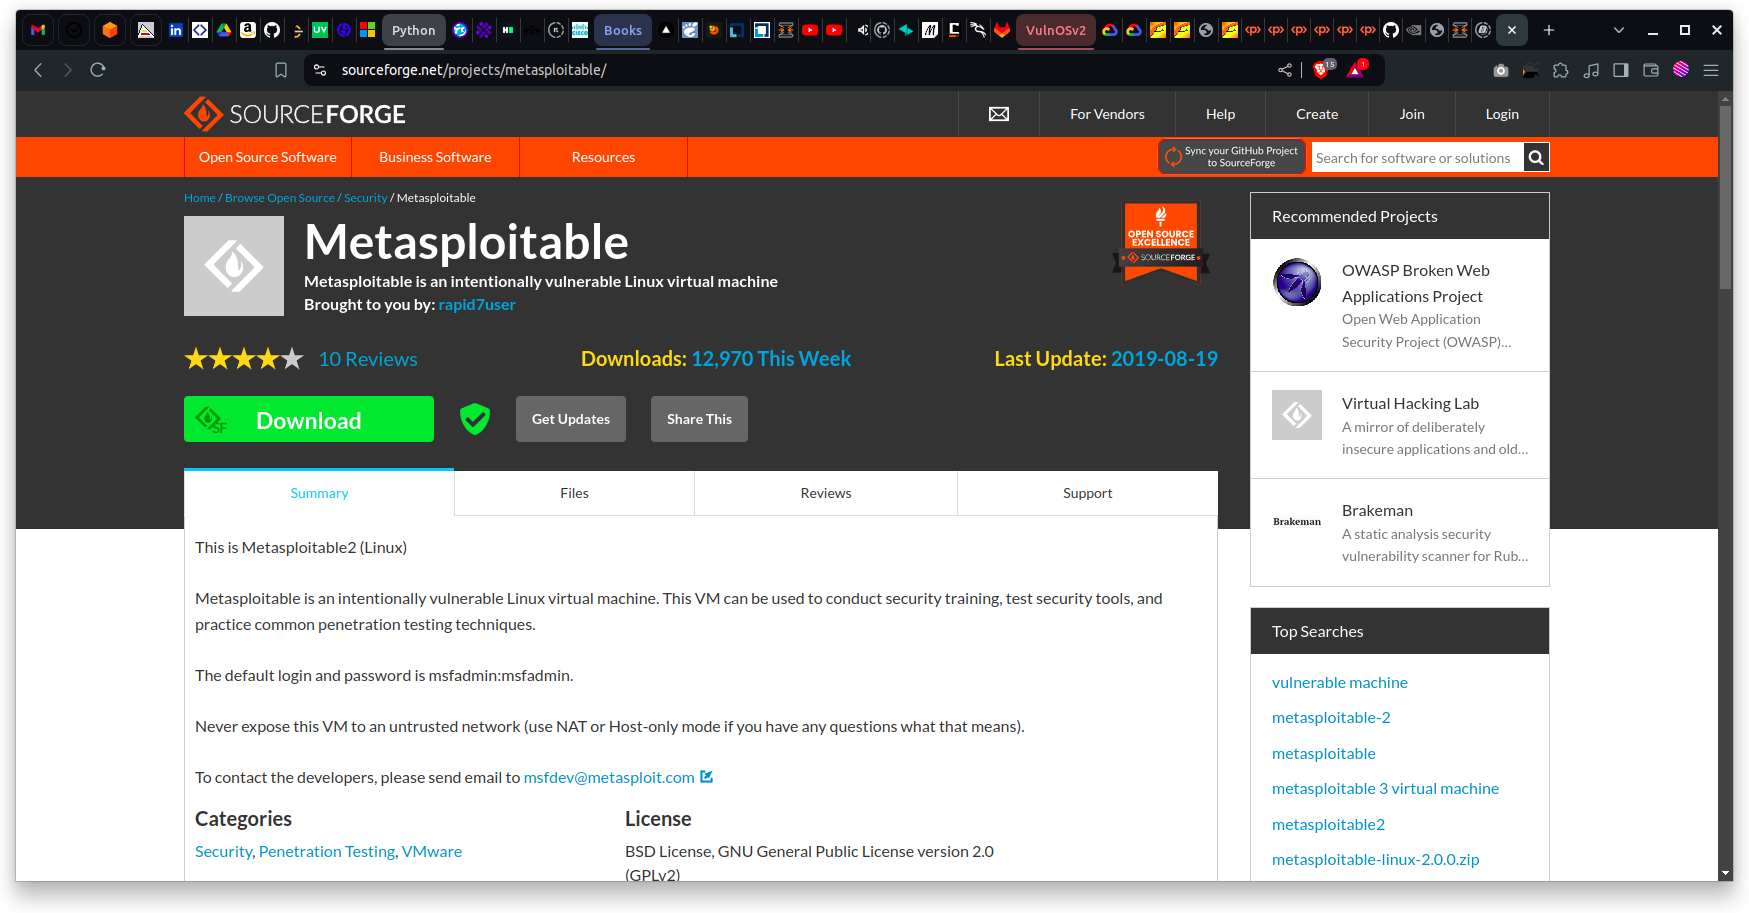 Python
Books
VulnOSv2
sourceforge.net/projects/metasploitable/
15
1
SOURCEFORGE
For Vendors
Help
Create
Join
Login
Open Source Software
Business Software
Resources
Sync your GitHub Project
to SourceForge
Search for software or solutions
Home / Browse Open Source / Security / Metasploitable
Metasploitable
Metasploitable is an intentionally vulnerable Linux virtual machine
Brought to you by: rapid7user
OPEN SOURCE
EXCELLENCE
SOURCEFORGE
10 Reviews
Downloads: 12,970 This Week
Last Update: 2019-08-19
SF
Download
Get Updates
Share This
Summary
Files
Reviews
Support
This is Metasploitable2 (Linux)
Metasploitable is an intentionally vulnerable Linux virtual machine. This VM can be used to conduct security training, test security tools, and
practice common penetration testing techniques.
The default login and password is msfadmin:msfadmin.
Never expose this VM to an untrusted network (use NAT or Host-only mode if you have any questions what that means).
To contact the developers, please send email to msfdev@metasploit.com
Categories
Security, Penetration Testing, VMware
License
BSD License, GNU General Public License version 2.0
(GPLv2)
Recommended Projects
OWASP Broken Web
Applications Project
Open Web Application
Security Project (OWASP)...
Virtual Hacking Lab
A mirror of deliberately
insecure applications and old...
Brakeman
Brakeman
A static analysis security
vulnerability scanner for Rub...
Top Searches
vulnerable machine
metasploitable-2
metasploitable
metasploitable 3 virtual machine
metasploitable2
metasploitable-linux-2.0.0.zip